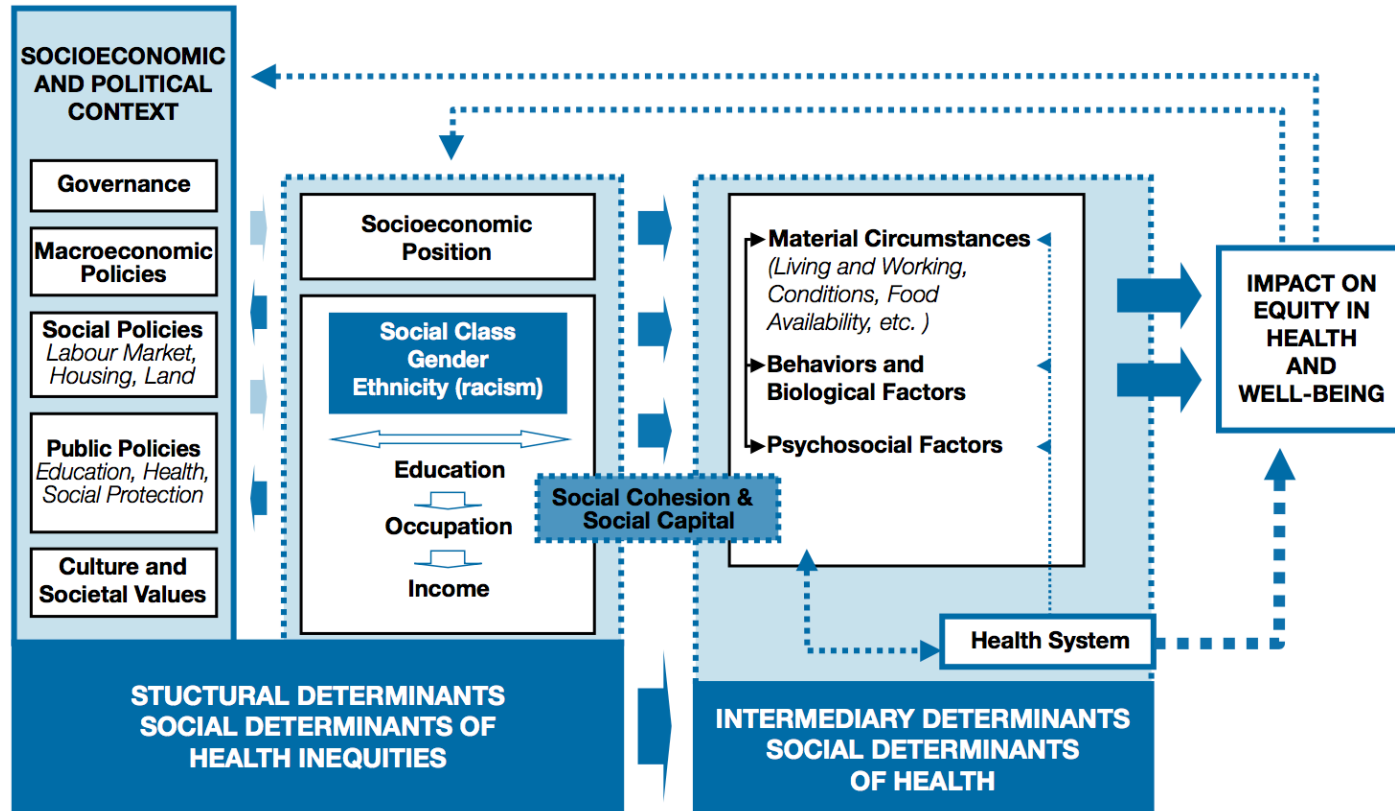 SOCIOECONOMIC
AND POLITICAL
CONTEXT
Governance
Macroeconomic
Policies
Social Policies
Labour Market,
Housing, Land
Public Policies
Education, Health,
Social Protection
Culture and
Societal Values
Socioeconomic
Position
Social Class
Gender
Ethnicity (racism)
Education
Occupation
Income
Social Cohesion &
Social Capital
Material Circumstances
(Living and Working,
Conditions, Food
Availability, etc. )
Behaviors and
Biological Factors
Psychosocial Factors
Health System
IMPACT ON
EQUITY IN
HEALTH
AND
WELL-BEING
STUCTURAL DETERMINANTS
SOCIAL DETERMINANTS OF
HEALTH INEQUITIES
INTERMEDIARY DETERMINANTS
SOCIAL DETERMINANTS
OF HEALTH